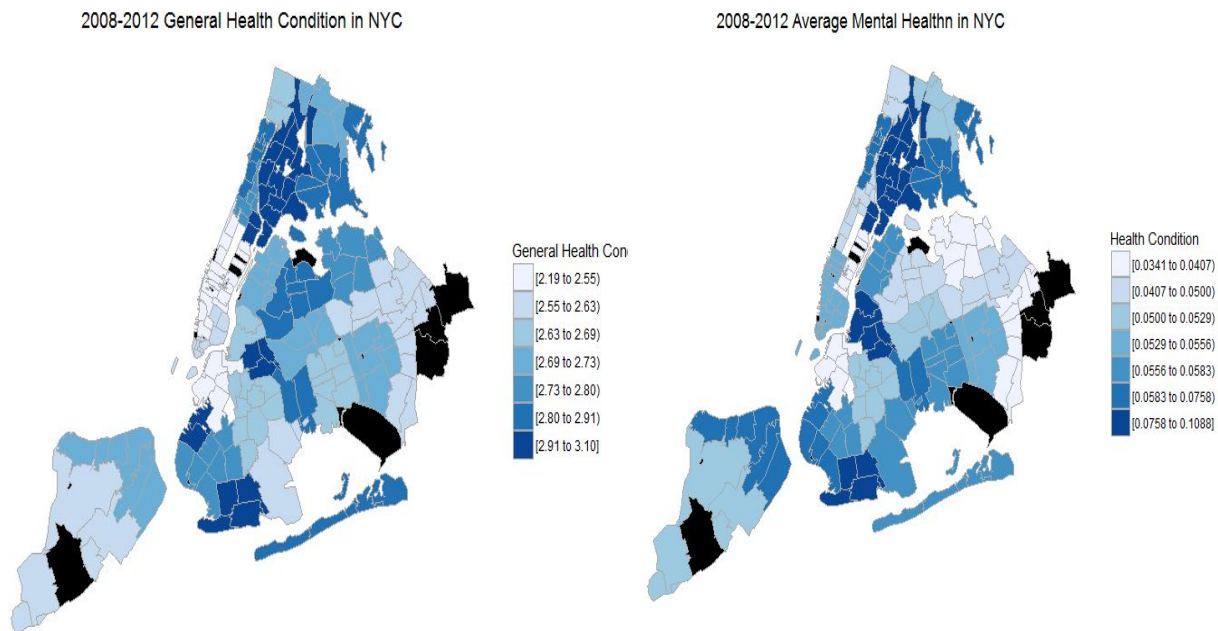 2008-2012 General Health Condition in NYC
2008-2012 Average Mental Healthn in NYC
General Health Con
[2.19 to 2.55)
[2.55 to 2.63)
[2.63 to 2.69)
[2.69 to 2.73)
[2.73 to 2.80)
[2.80 to 2.91)
[2.91 to 3.10]
Health Condition
[0.0341 to 0.0407)
[0.0407 to 0.0500)
[0.0500 to 0.0529)
[0.0529 to 0.0556)
[0.0556 to 0.0583)
[0.0583 to 0.0758)
[0.0758 to 0.1088]